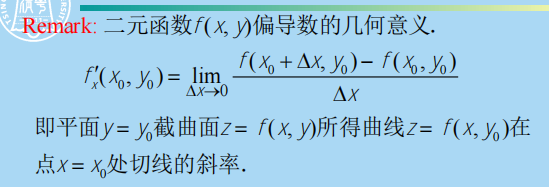 Remark: 二元函数f(x, y)偏导数的几何意义.
f′ₓ(x₀, y₀) = lim_{Δx→0} (f(x₀ + Δx, y₀) − f(x₀, y₀)) / Δx
即平面y = y₀截曲面z = f(x, y)所得曲线z = f(x, y₀)在
点x = x₀处切线的斜率.